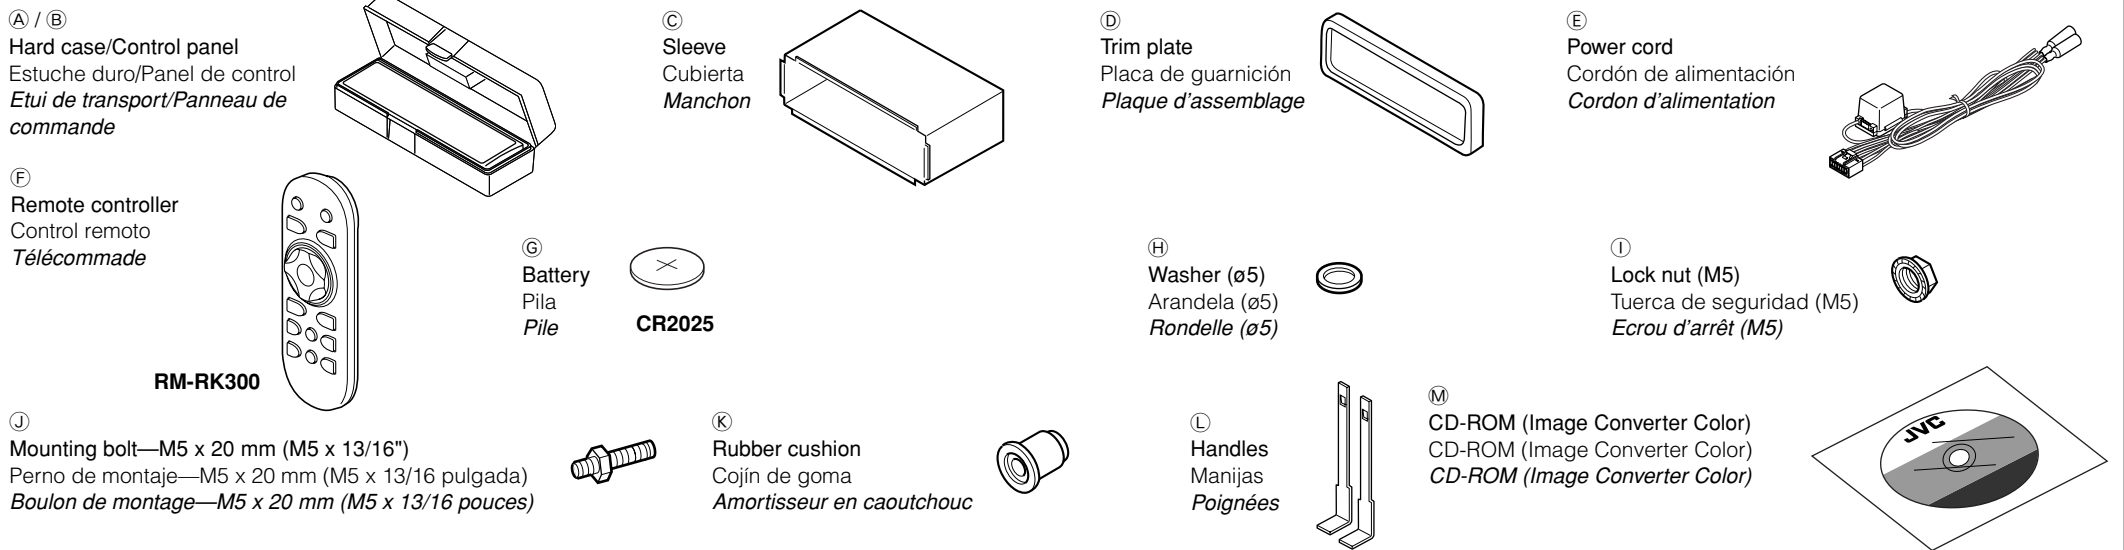 Ⓐ / Ⓑ
Hard case/Control panel
Estuche duro/Panel de control
Etui de transport/Panneau de
commande
Ⓒ
Sleeve
Cubierta
Manchon
Ⓓ
Trim plate
Placa de guarnición
Plaque d'assemblage
Ⓔ
Power cord
Cordón de alimentación
Cordon d'alimentation
Ⓕ
Remote controller
Control remoto
Télécommade
RM-RK300
Ⓖ
Battery
Pila
Pile
CR2025
Ⓗ
Washer (ø5)
Arandela (ø5)
Rondelle (ø5)
Ⓘ
Lock nut (M5)
Tuerca de seguridad (M5)
Ecrou d'arrêt (M5)
Ⓙ
Mounting bolt—M5 x 20 mm (M5 x 13/16")
Perno de montaje—M5 x 20 mm (M5 x 13/16 pulgada)
Boulon de montage—M5 x 20 mm (M5 x 13/16 pouces)
Ⓚ
Rubber cushion
Cojín de goma
Amortisseur en caoutchouc
Ⓛ
Handles
Manijas
Poignées
Ⓜ
CD-ROM (Image Converter Color)
CD-ROM (Image Converter Color)
CD-ROM (Image Converter Color)
JVC